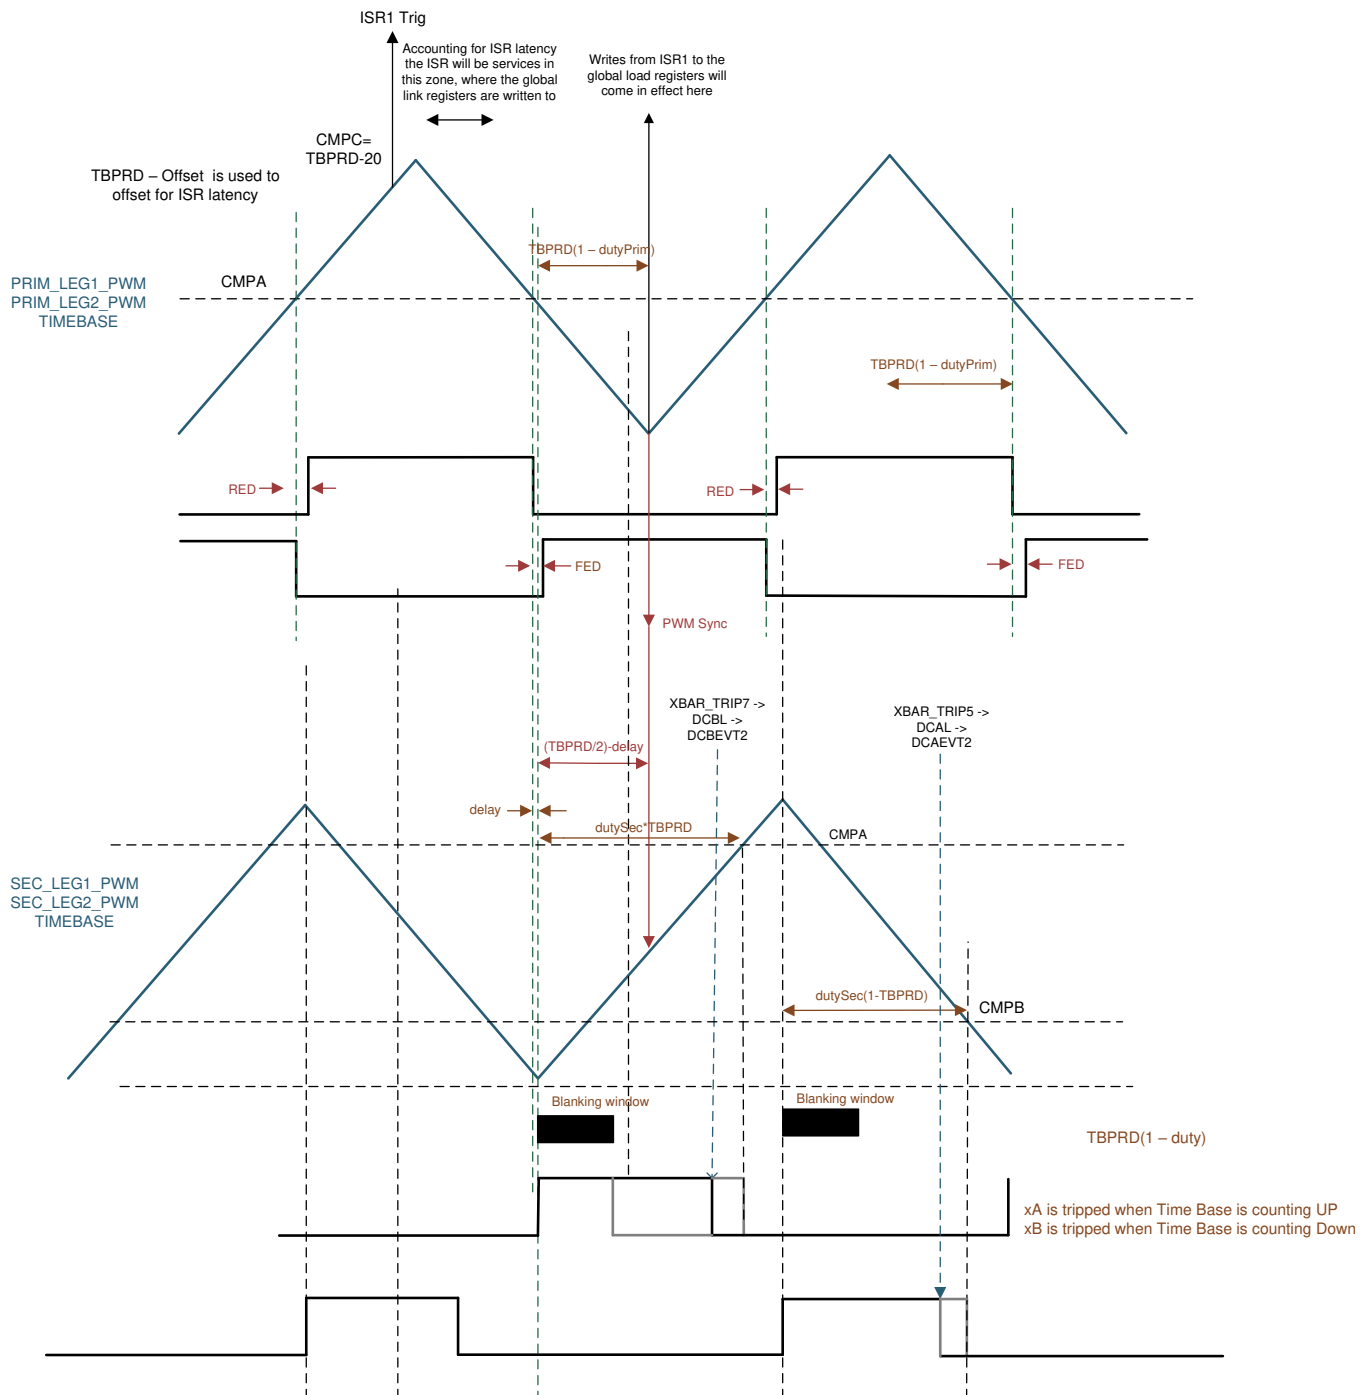 ISR1 Trig
Accounting for ISR latency
the ISR will be services in
this zone, where the global
link registers are written to
Writes from ISR1 to the
global load registers will
come in effect here
CMPC=
TBPRD-20
TBPRD – Offset is used to
offset for ISR latency
TBPRD(1 – dutyPrim)
CMPA
PRIM_LEG1_PWM
PRIM_LEG2_PWM
TIMEBASE
TBPRD(1 – dutyPrim)
RED
RED
FED
FED
PWM Sync
XBAR_TRIP7 ->
DCBL ->
DCBEVT2
XBAR_TRIP5 ->
DCAL ->
DCAEVT2
(TBPRD/2)-delay
delay
dutySec*TBPRD
CMPA
SEC_LEG1_PWM
SEC_LEG2_PWM
TIMEBASE
dutySec(1-TBPRD)
CMPB
Blanking window
Blanking window
TBPRD(1 – duty)
xA is tripped when Time Base is counting UP
xB is tripped when Time Base is counting Down